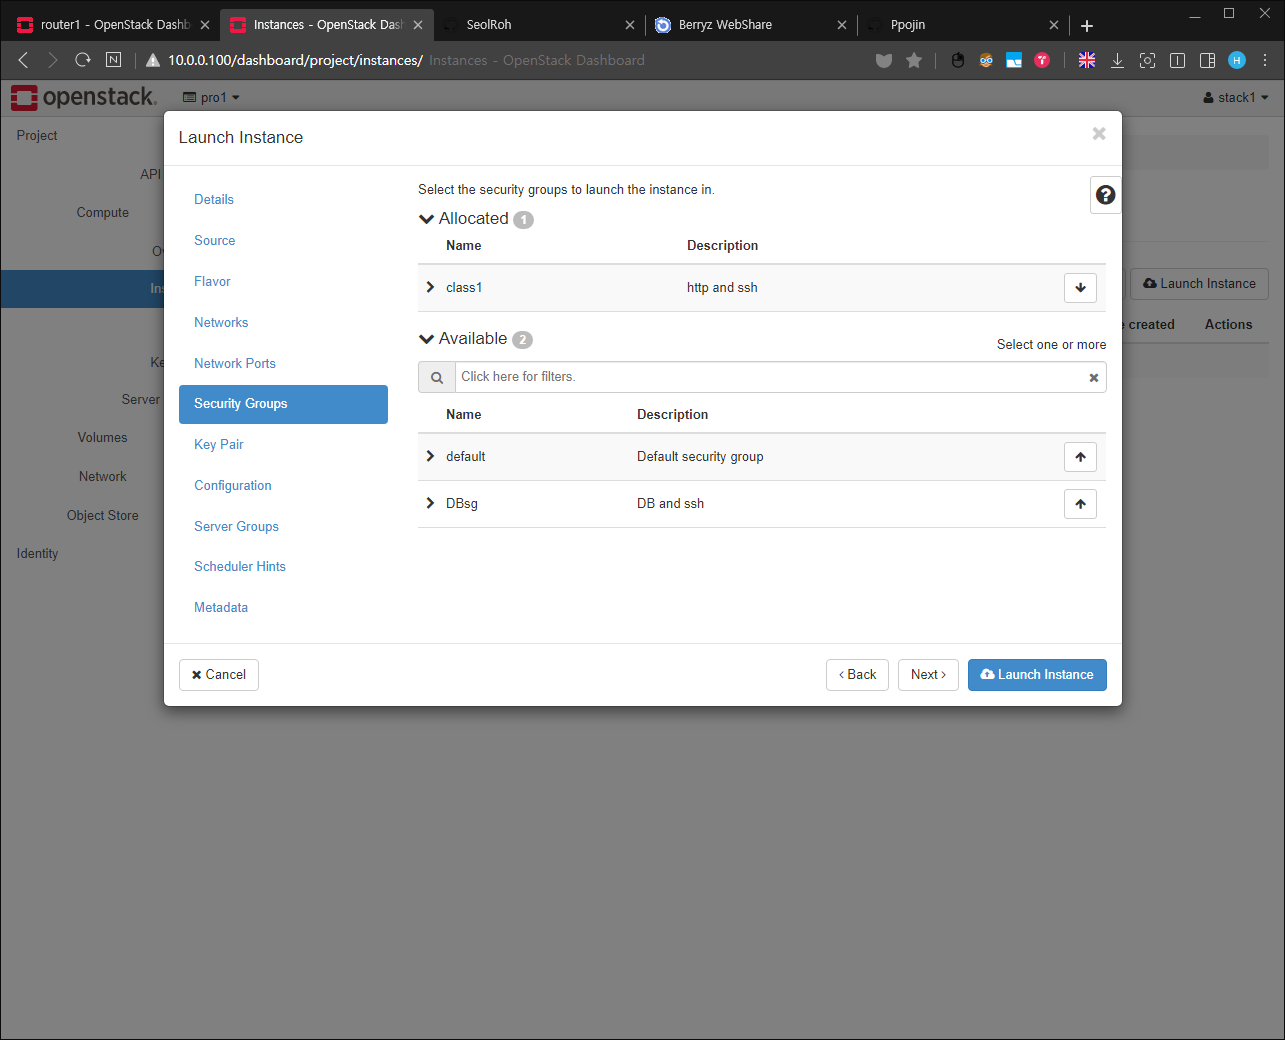 router1 - OpenStack Dashb
Instances - OpenStack Dash
SeolRoh
Berryz WebShare
Ppojin
10.0.0.100/dashboard/project/instances/ Instances - OpenStack Dashboard
openstack.
pro1
stack1
Project
API
Compute
Ov
Ins
Ke
Server
Volumes
Network
Object Store
Identity
Launch Instance
e created
Actions
Launch Instance
Details
Source
Flavor
Networks
Network Ports
Security Groups
Key Pair
Configuration
Server Groups
Scheduler Hints
Metadata
Select the security groups to launch the instance in.
Allocated 1
Name Description
class1 http and ssh
Available 2
Select one or more
Click here for filters.
Name Description
default Default security group
DBsg DB and ssh
Cancel
< Back
Next >
Launch Instance